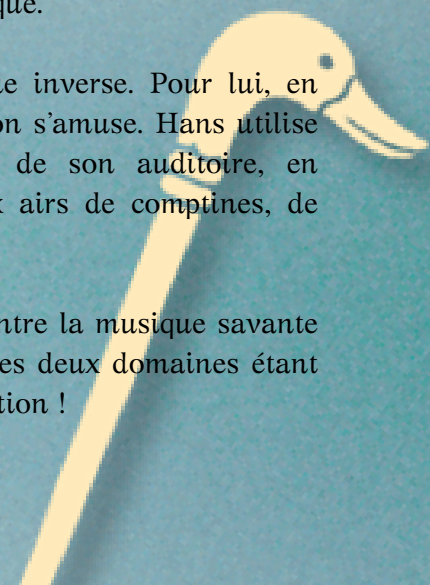 que.
e inverse. Pour lui, en
on s'amuse. Hans utilise
de son auditoire, en
x airs de comptines, de
ntre la musique savante
es deux domaines étant
tion !